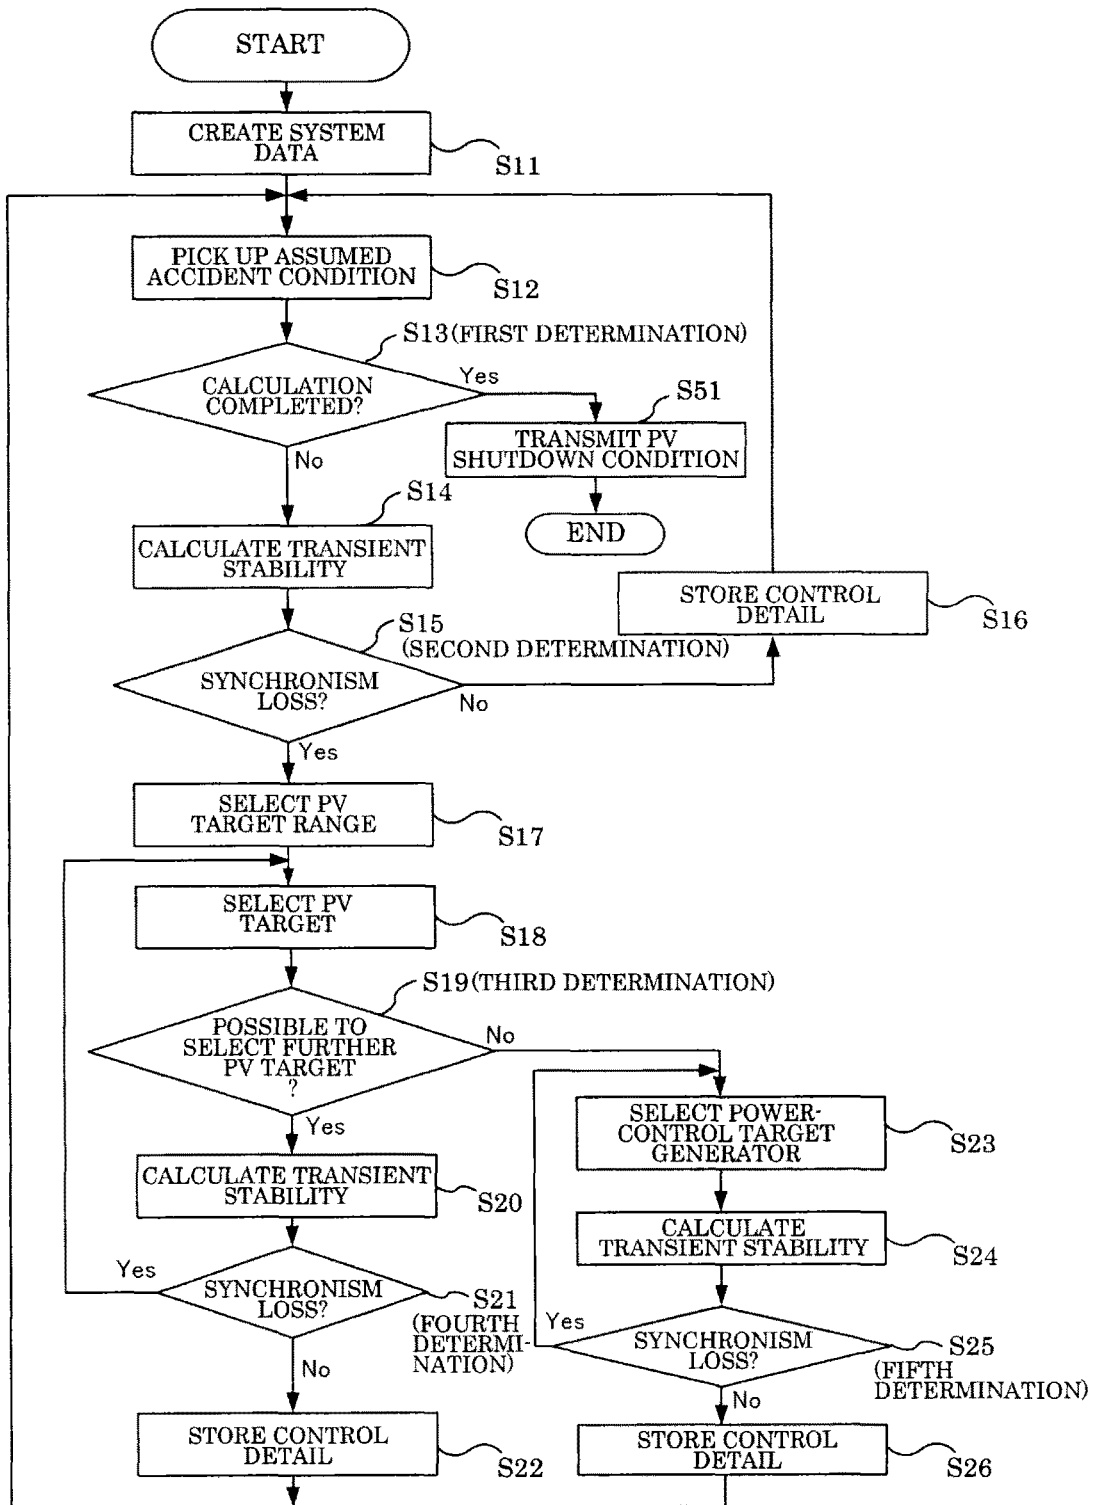 START
CREATE SYSTEM
DATA
S11
PICK UP ASSUMED
ACCIDENT CONDITION
S12
S13(FIRST DETERMINATION)
CALCULATION
COMPLETED?
Yes
No
S51
TRANSMIT PV
SHUTDOWN CONDITION
END
S14
CALCULATE TRANSIENT
STABILITY
STORE CONTROL
DETAIL
S16
S15
(SECOND DETERMINATION)
SYNCHRONISM
LOSS?
No
Yes
SELECT PV
TARGET RANGE
S17
SELECT PV
TARGET
S18
S19(THIRD DETERMINATION)
POSSIBLE TO
SELECT FURTHER
PV TARGET
?
No
Yes
SELECT POWER-
CONTROL TARGET
GENERATOR
S23
CALCULATE TRANSIENT
STABILITY
S20
CALCULATE
TRANSIENT STABILITY
S24
Yes
SYNCHRONISM
LOSS?
S21
(FOURTH
DETERMI-
NATION)
No
Yes
SYNCHRONISM
LOSS?
S25
(FIFTH
DETERMINATION)
No
STORE CONTROL
DETAIL
S22
STORE CONTROL
DETAIL
S26